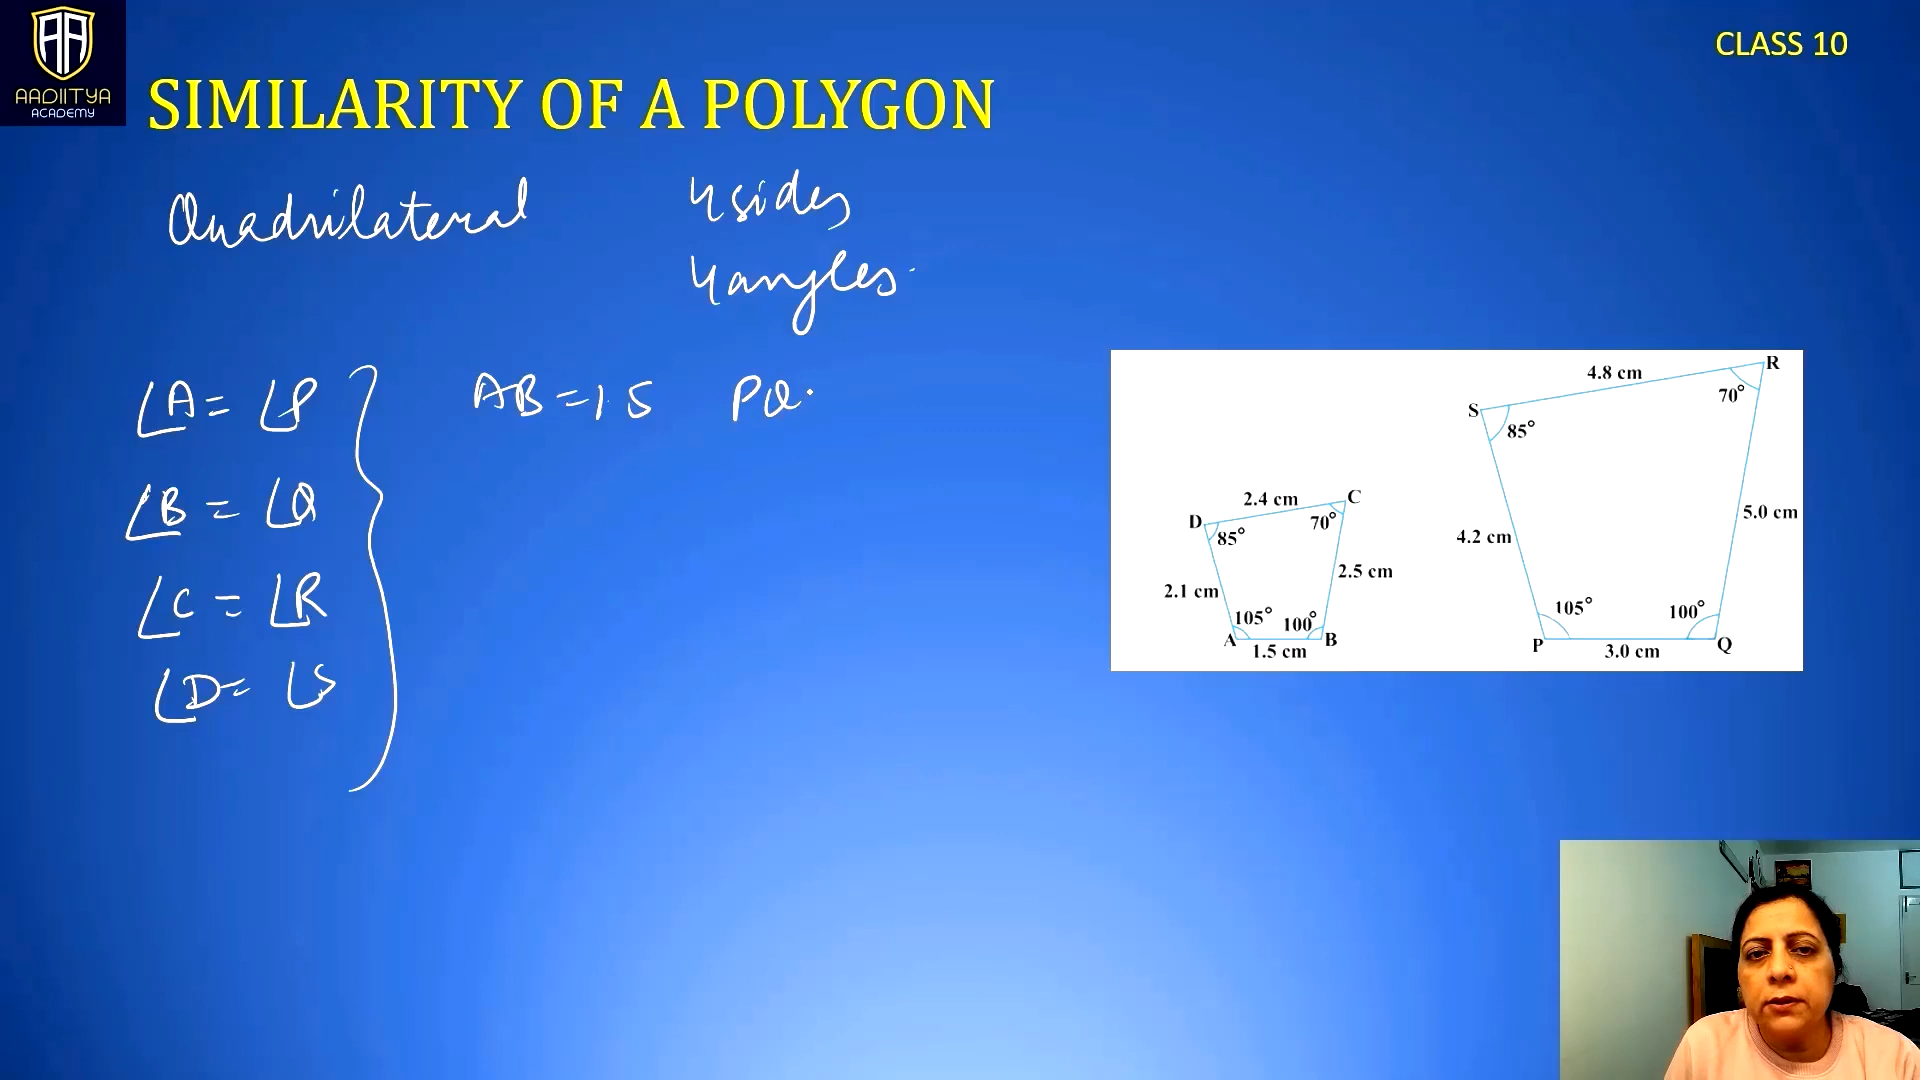 AADIITYA
ACADEMY
CLASS 10
SIMILARITY OF A POLYGON
Quadrilateral
4 sides
4 angles.
∠A = ∠P
∠B = ∠Q
∠C = ∠R
∠D = ∠S
AB = 1.5 PQ.
D
2.4 cm
C
85°
70°
2.1 cm
2.5 cm
105°
100°
A
1.5 cm
B
S
4.8 cm
R
85°
70°
4.2 cm
5.0 cm
105°
100°
P
3.0 cm
Q